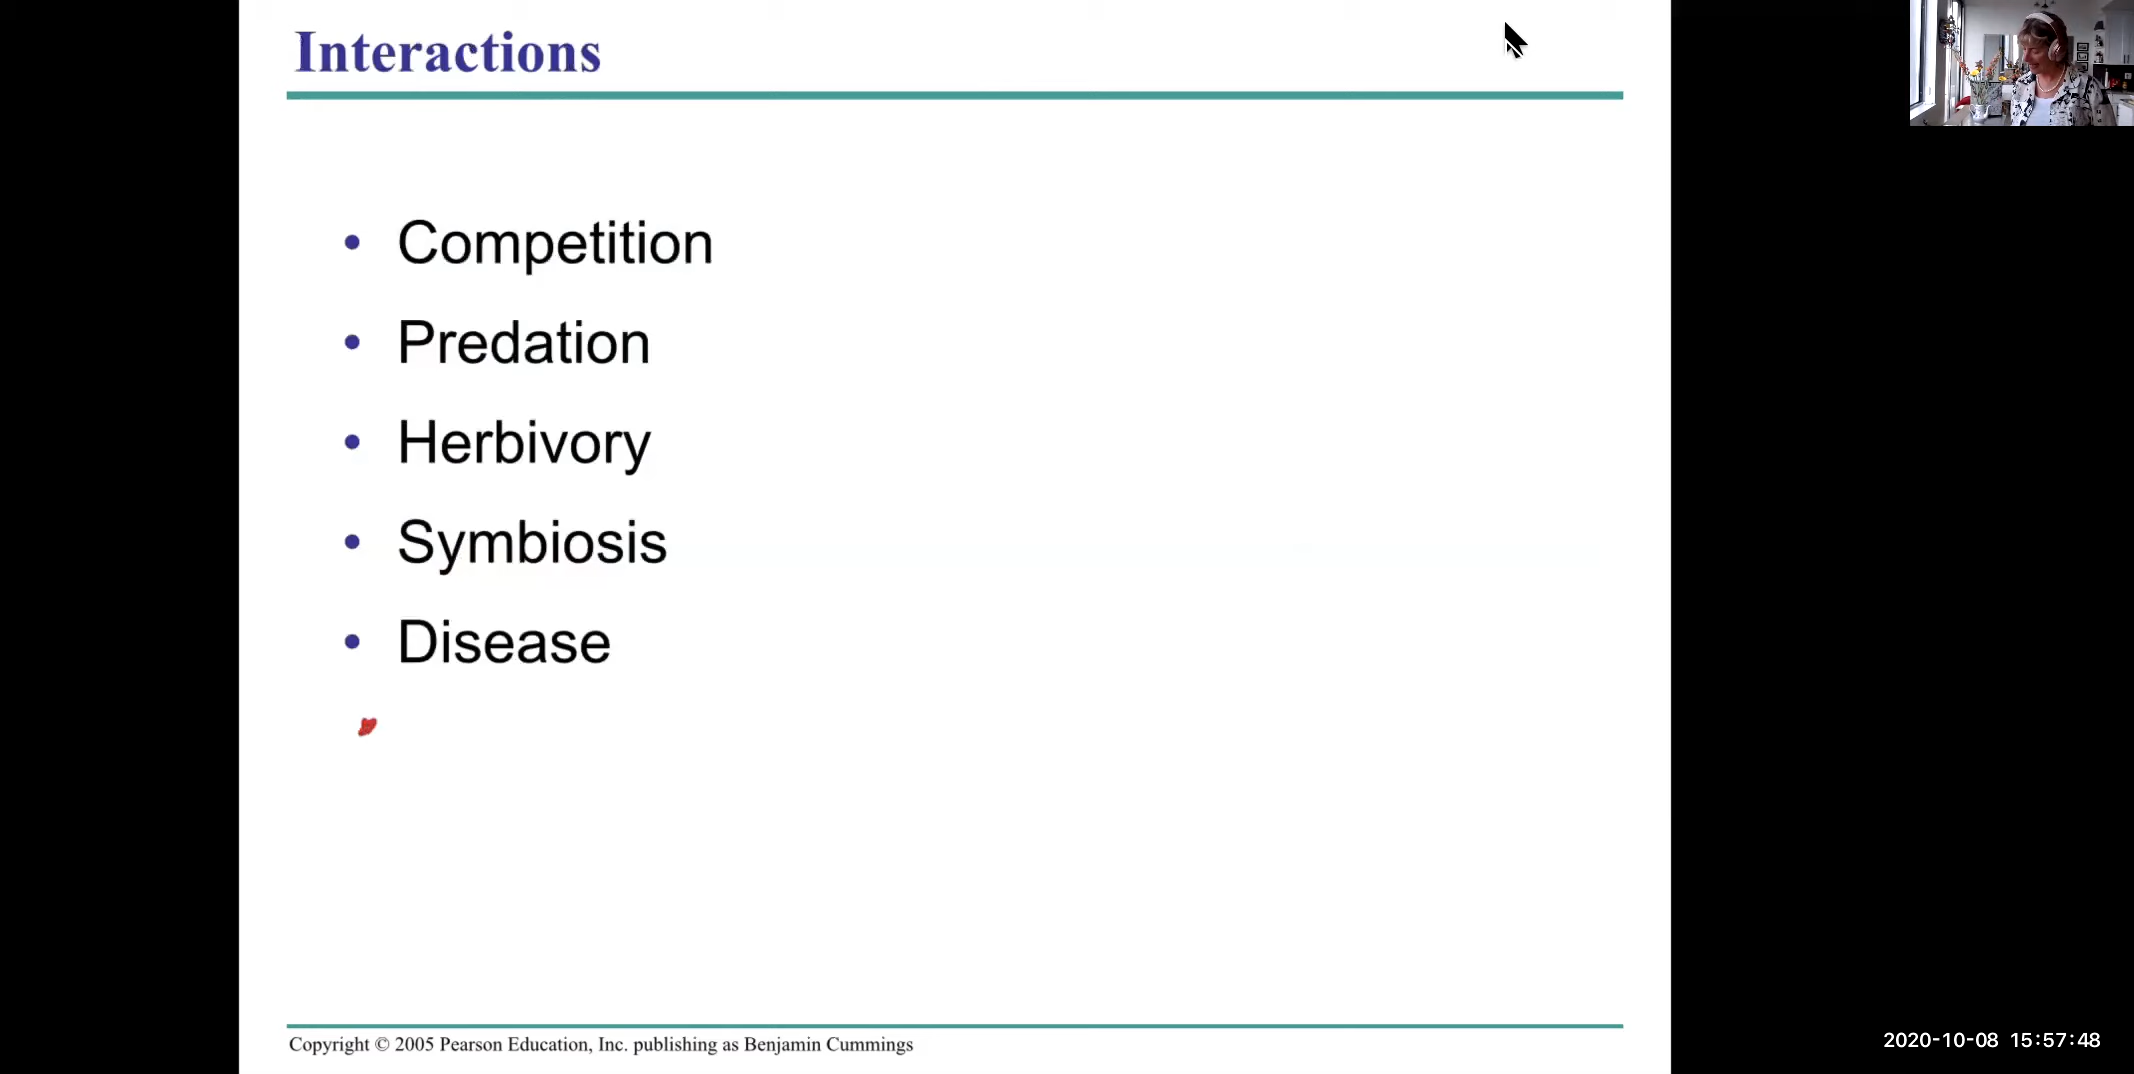 Interactions
• Competition
• Predation
• Herbivory
• Symbiosis
• Disease
Copyright © 2005 Pearson Education, Inc. publishing as Benjamin Cummings
2020-10-08 15:57:48